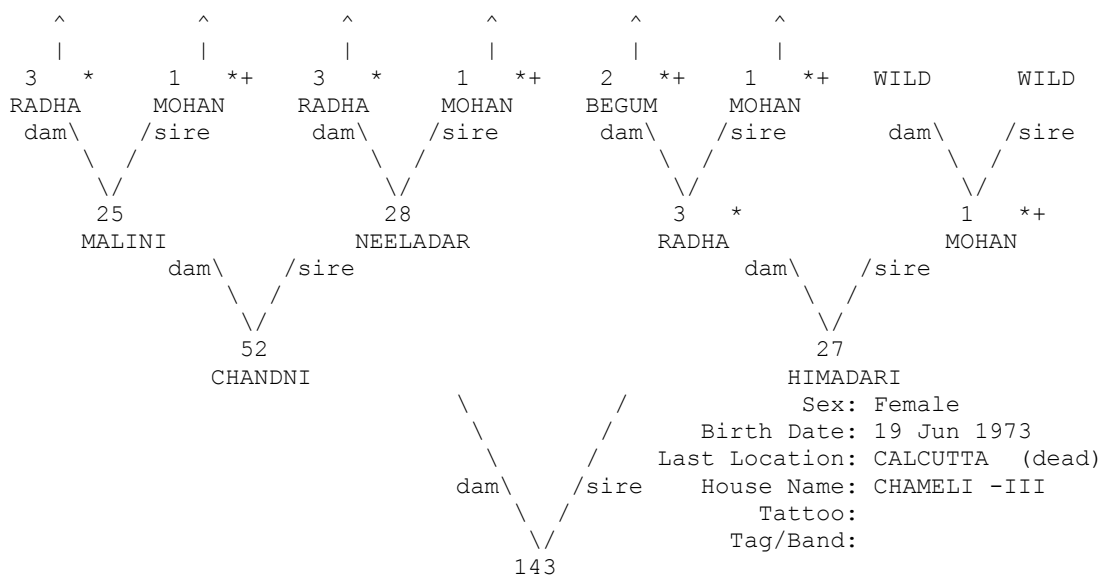 ^ ^ ^ ^ ^ ^
| | | | | |
3 * 1 *+ 3 * 1 *+ 2 *+ 1 *+ WILD WILD
RADHA MOHAN RADHA MOHAN BEGUM MOHAN
dam\ /sire dam\ /sire dam\ /sire dam\ /sire
\ / \ / \ / \ /
\/ \/ \/ \/
25 28 3 * 1 *+
MALINI NEELADAR RADHA MOHAN
dam\ /sire dam\ /sire
\ / \ /
\/ \/
52 27
CHANDNI HIMADARI
\ / Sex: Female
\ / Birth Date: 19 Jun 1973
\ / Last Location: CALCUTTA (dead)
dam\ /sire House Name: CHAMELI -III
\ / Tattoo:
\/ Tag/Band:
143